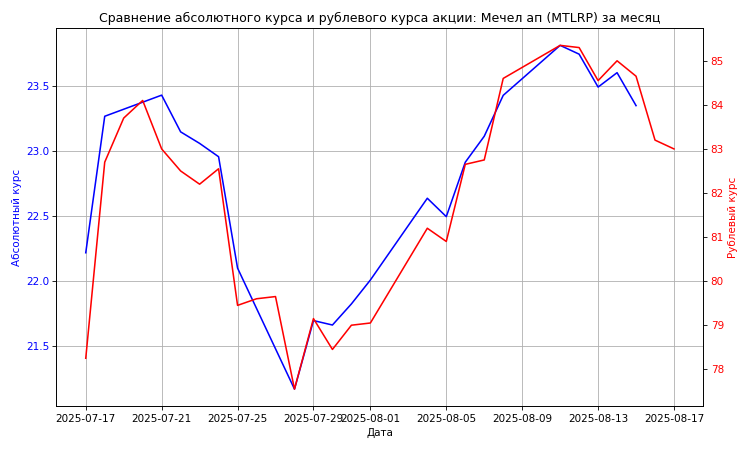 Сравнение абсолютного курса и рублевого курса акции: Мечел ап (MTLRP) за месяц
Абсолютный курс
23.5
23.0
22.5
22.0
21.5
85
84
83
82
81
80
79
78
Рублевый курс
2025-07-17 2025-07-21 2025-07-25 2025-07-29 2025-08-01 2025-08-05 2025-08-09 2025-08-13 2025-08-17
Дата